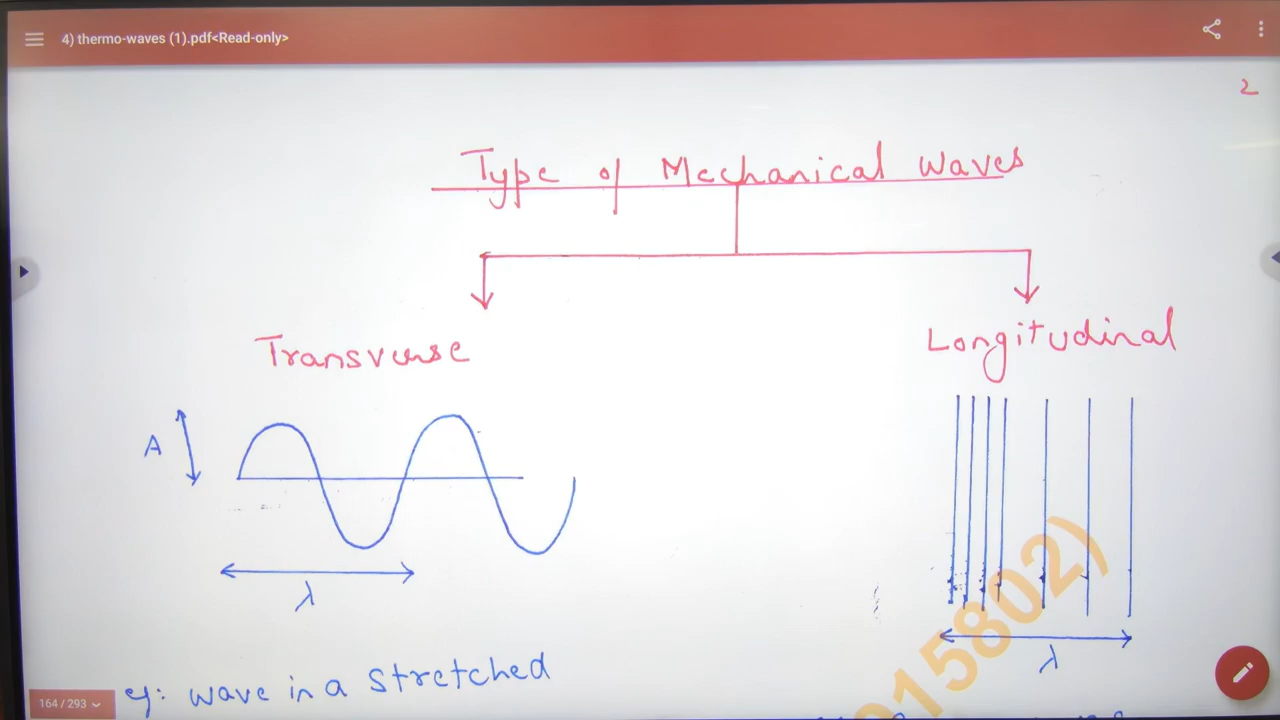 4) thermo-waves (1).pdf<Read-only>
2
Type of Mechanical waves
Transverse
Longitudinal
A
λ
λ
eg: wave in a stretched
015802)
164 / 293